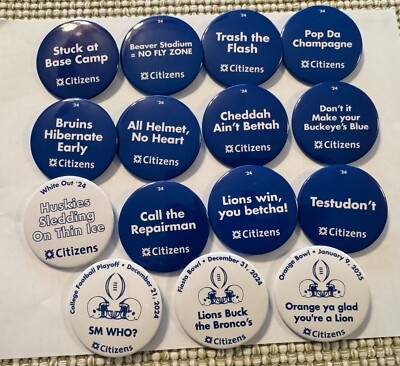 Stuck at
Base Camp
Citizens
'24
Beaver Stadium
= NO FLY ZONE
Citizens
'24
Trash the
Flash
Citizens
'24
Pop Da
Champagne
Citizens
'24
Bruins
Hibernate
Early
Citizens
'24
All Helmet,
No Heart
Citizens
'24
Cheddah
Ain't Bettah
Citizens
'24
Don't it
Make your
Buckeye's Blue
Citizens
White Out '24
Huskies
Sledding
On Thin Ice
Citizens
'24
Call the
Repairman
Citizens
'24
Lions win,
you betcha!
Citizens
'24
Testudon't
Citizens
College Football Playoff • December 21, 2024
SM WHO?
Citizens
Fiesta Bowl • December 31, 2024
Lions Buck
the Bronco's
Citizens
Orange Bowl • January 9, 2025
Orange ya glad
you're a Lion
Citizens